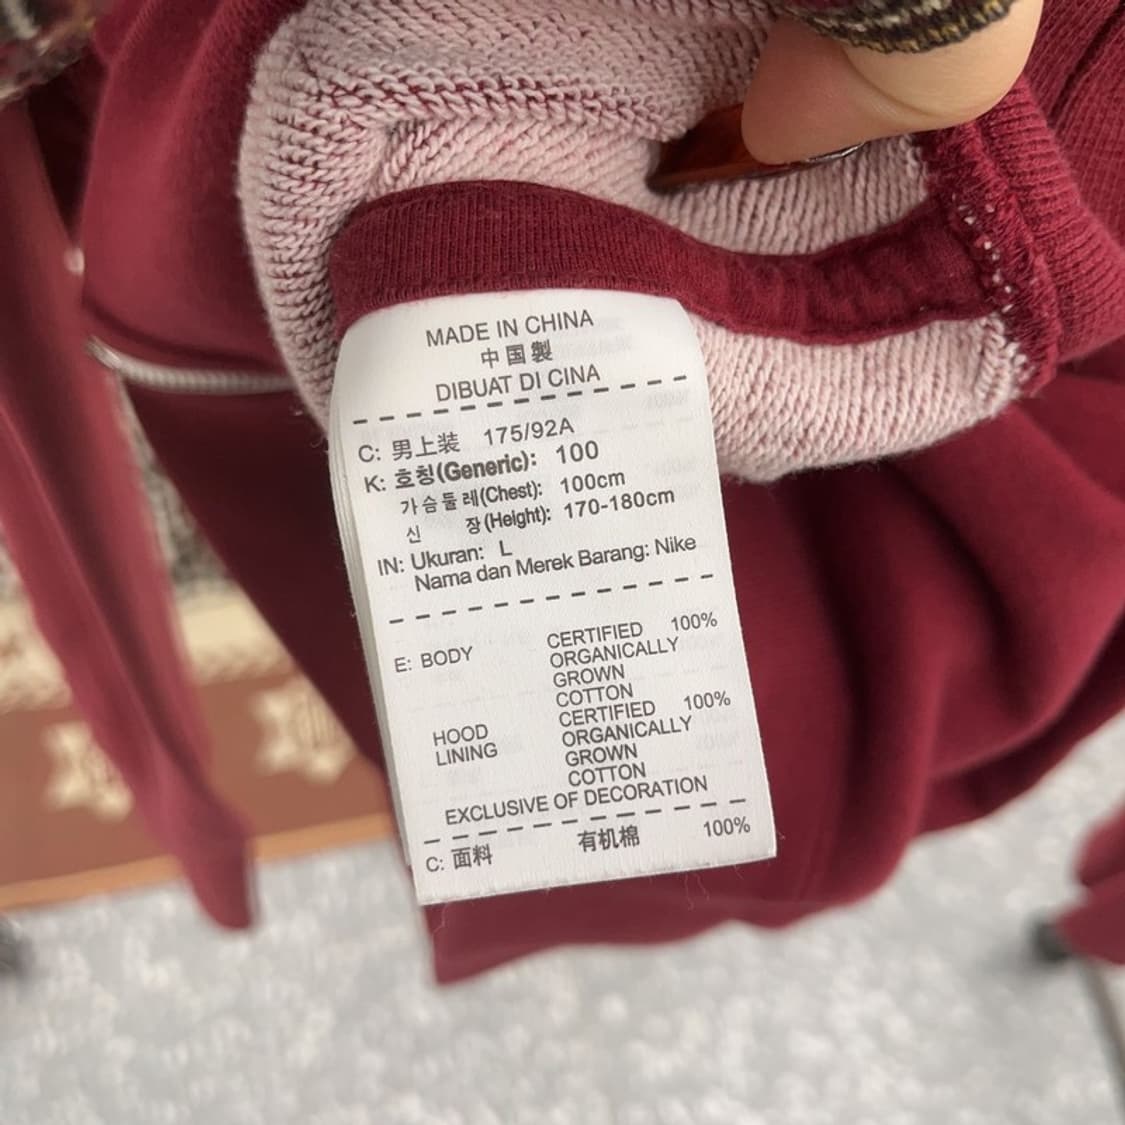 MADE IN CHINA
中国製
DIBUAT DI CINA
C: 男上装 175/92A
K: 호칭(Generic): 100
가슴둘레(Chest): 100cm
신 장(Height): 170-180cm
IN: Ukuran: L
Nama dan Merek Barang: Nike
E: BODY CERTIFIED 100%
ORGANICALLY
GROWN
COTTON
HOOD LINING CERTIFIED 100%
ORGANICALLY
GROWN
COTTON
EXCLUSIVE OF DECORATION
C: 面料 有机棉 100%